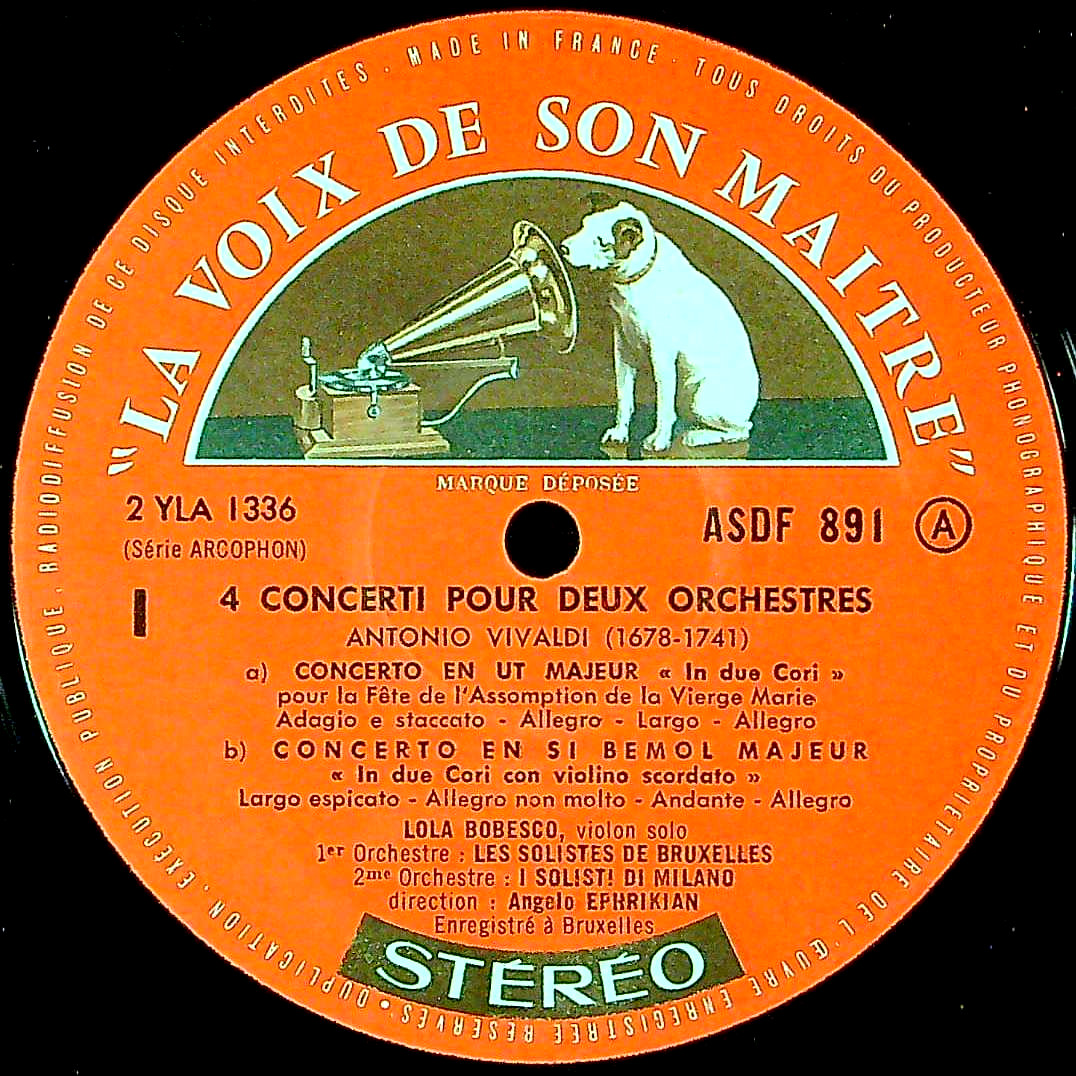 DUPLICATION . EXÉCUTION PUBLIQUE . RADIODIFFUSION DE CE DISQUE INTERDITES . MADE IN FRANCE . TOUS DROITS DU PRODUCTEUR PHONOGRAPHIQUE ET DU PROPRIÉTAIRE DE L'ŒUVRE ENREGISTRÉE RÉSERVÉS •
"LA VOIX DE SON MAITRE"
MARQUE DÉPOSÉE
2 YLA 1336
ASDF 891 A
(Série ARCOPHON)
I
4 CONCERTI POUR DEUX ORCHESTRES
ANTONIO VIVALDI (1678-1741)
a) CONCERTO EN UT MAJEUR « In due Cori »
pour la Fête de l'Assomption de la Vierge Marie
Adagio e staccato - Allegro - Largo - Allegro
b) CONCERTO EN SI BEMOL MAJEUR
« In due Cori con violino scordato »
Largo espicato - Allegro non molto - Andante - Allegro
LOLA BOBESCO, violon solo
1er Orchestre : LES SOLISTES DE BRUXELLES
2me Orchestre : I SOLISTI DI MILANO
direction : Angelo EPHRIKIAN
Enregistré à Bruxelles
STÉRÉO